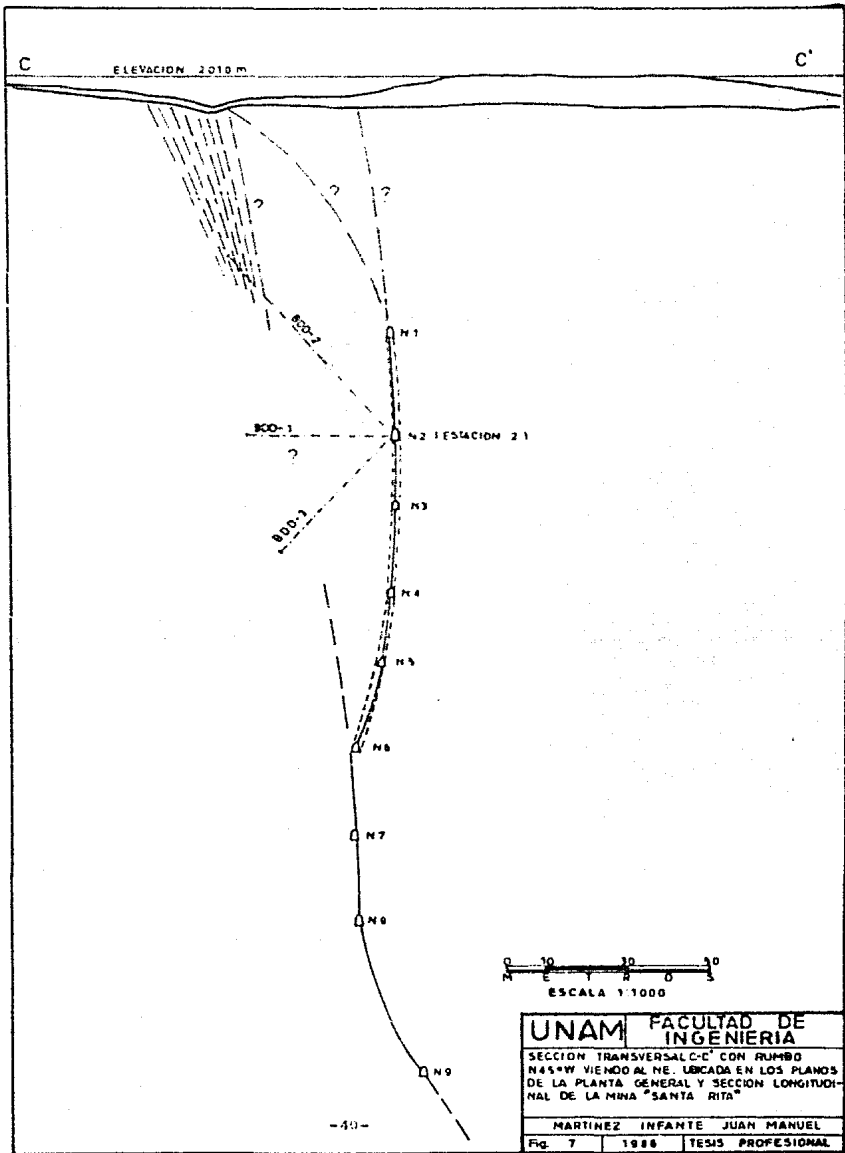 C
C'
ELEVACION 2010 m
?
?
?
N1
BDD-2
BDD-1
N2 (ESTACION 2)
?
N3
BDD-3
N4
N5
N6
N7
N8
N9
0 10 30 50
METROS
ESCALA 1:1000
UNAM
FACULTAD DE
INGENIERIA
SECCION TRANSVERSAL C-C' CON RUMBO
N45°W VIENDO AL NE. UBICADA EN LOS PLANOS
DE LA PLANTA GENERAL Y SECCION LONGITUDI-
NAL DE LA MINA "SANTA RITA"
-40-
MARTINEZ INFANTE JUAN MANUEL
Fig. 7
1986
TESIS PROFESIONAL